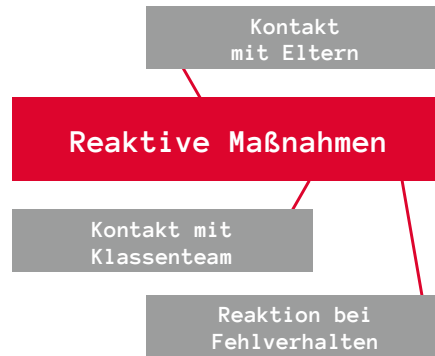 Kontakt
mit Eltern
Reaktive Maßnahmen
Kontakt mit
Klassenteam
Reaktion bei
Fehlverhalten